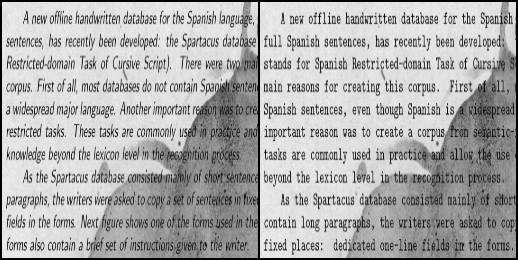 A new offline handwritten database for the Spanish language,
sentences, has recently been developed: the Spartacus database
Restricted-domain Task of Cursive Script). There were two
corpus. First of all, most databases do not contain Spanish
a widespread major language. Another important reason was to
restricted tasks. These tasks are commonly used in practice and
knowledge beyond the lexicon level in the recognition process.
As the Spartacus database consisted mainly of short sentence
paragraphs, the writers were asked to copy a set of sentences in
fields in the forms. Next figure shows one of the forms used in the
forms also contain a brief set of instructions given to the writer.
A new offline handwritten database for the Spanish
full Spanish sentences, has recently been developed:
stands for Spanish Restricted-domain Task of Cursive
main reasons for creating this corpus. First of all,
Spanish sentences, even though Spanish is a widespread
important reason was to create a corpus from
tasks are commonly used in practice and allow the use
beyond the lexicon level in the recognition process.
As the Spartacus database consisted mainly of short
contain long paragraphs, the writers were asked to copy
fixed places: dedicated one-line fields in the forms.